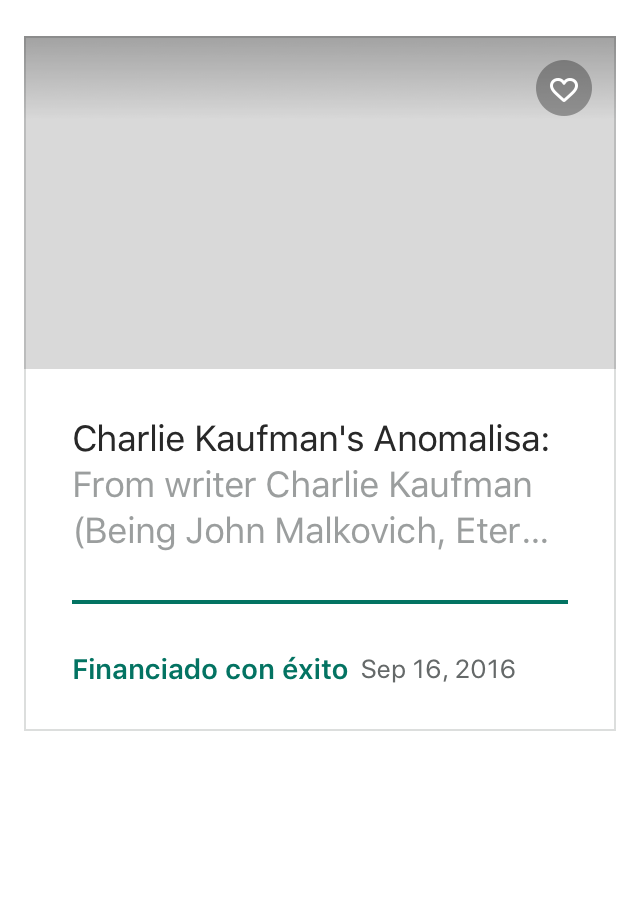 Charlie Kaufman's Anomalisa:
From writer Charlie Kaufman
(Being John Malkovich, Eter...
Financiado con éxito Sep 16, 2016